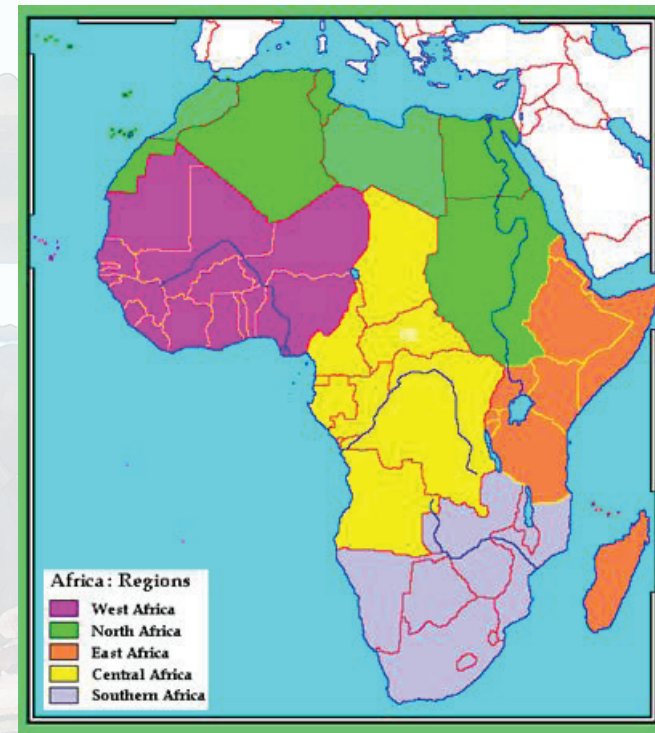 Africa : Regions
West Africa
North Africa
East Africa
Central Africa
Southern Africa